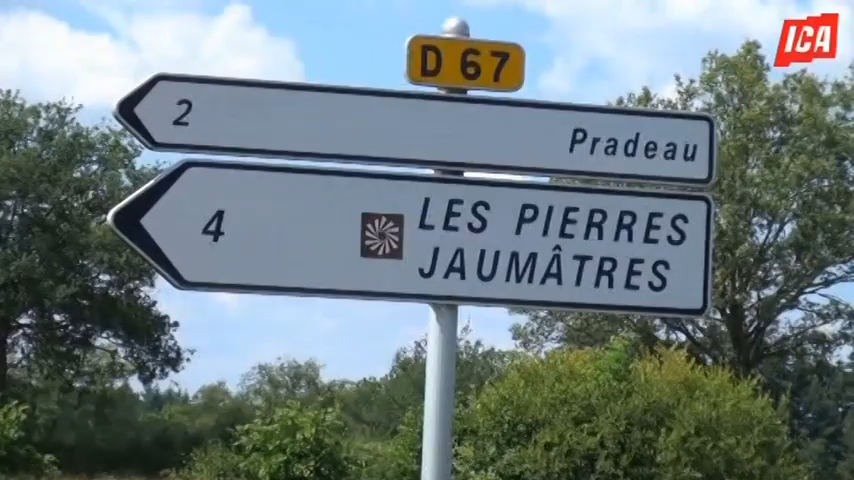 ICA
D 67
2 Pradeau
4 LES PIERRES
JAUMÂTRES